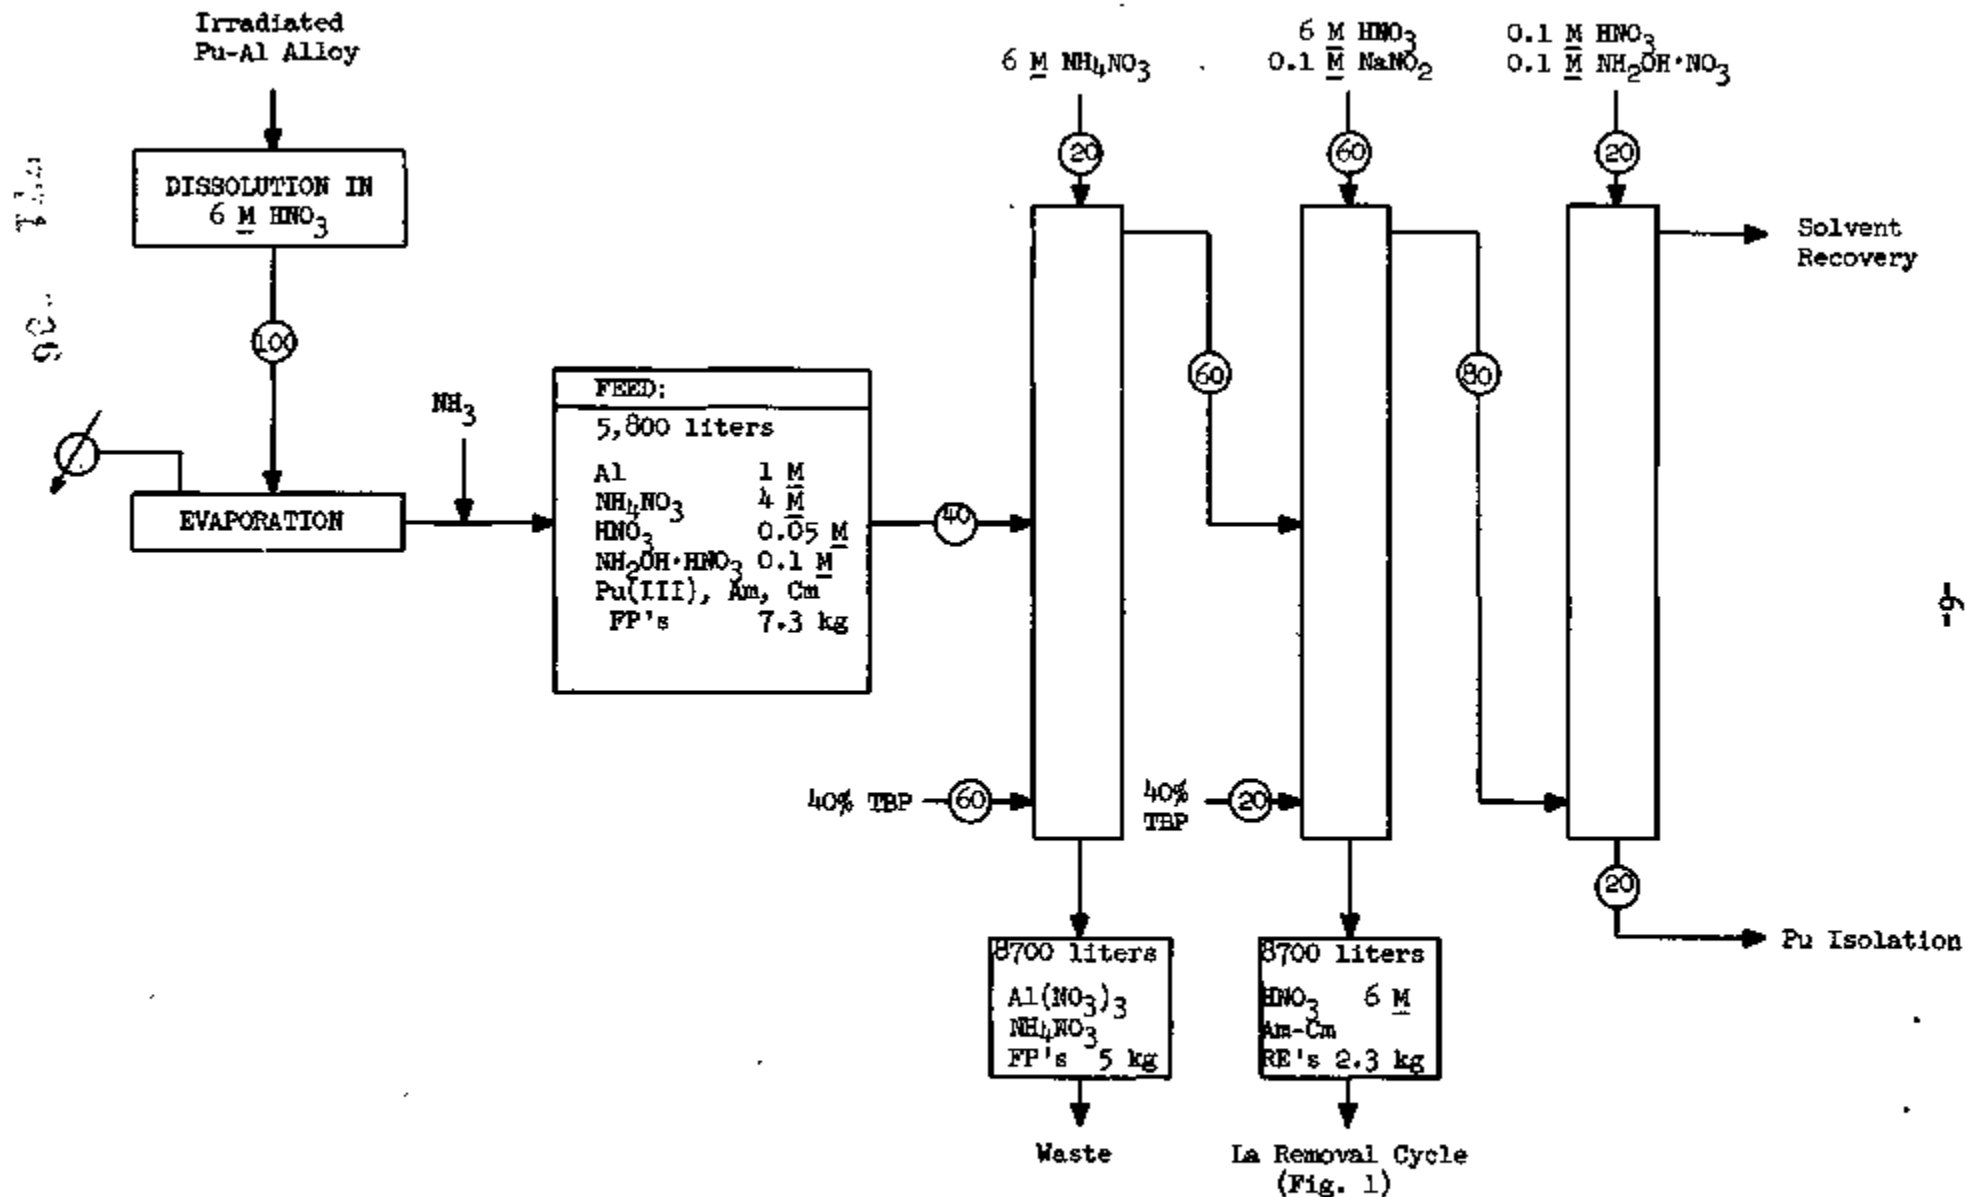 Irradiated
Pu-Al Alloy
DISSOLUTION IN
6 M HNO3
100
EVAPORATION
NH3
FEED:
5,800 liters
Al 1 M
NH4NO3 4 M
HNO3 0.05 M
NH2OH·HNO3 0.1 M
Pu(III), Am, Cm
FP's 7.3 kg
40
6 M NH4NO3
20
40% TBP
60
8700 liters
Al(NO3)3
NH4NO3
FP's 5 kg
Waste
60
6 M HNO3
0.1 M NaNO2
60
40%
TBP
20
8700 liters
HNO3 6 M
Am-Cm
RE's 2.3 kg
La Removal Cycle
(Fig. 1)
80
0.1 M HNO3
0.1 M NH2OH·NO3
20
Solvent
Recovery
20
Pu Isolation
-9-